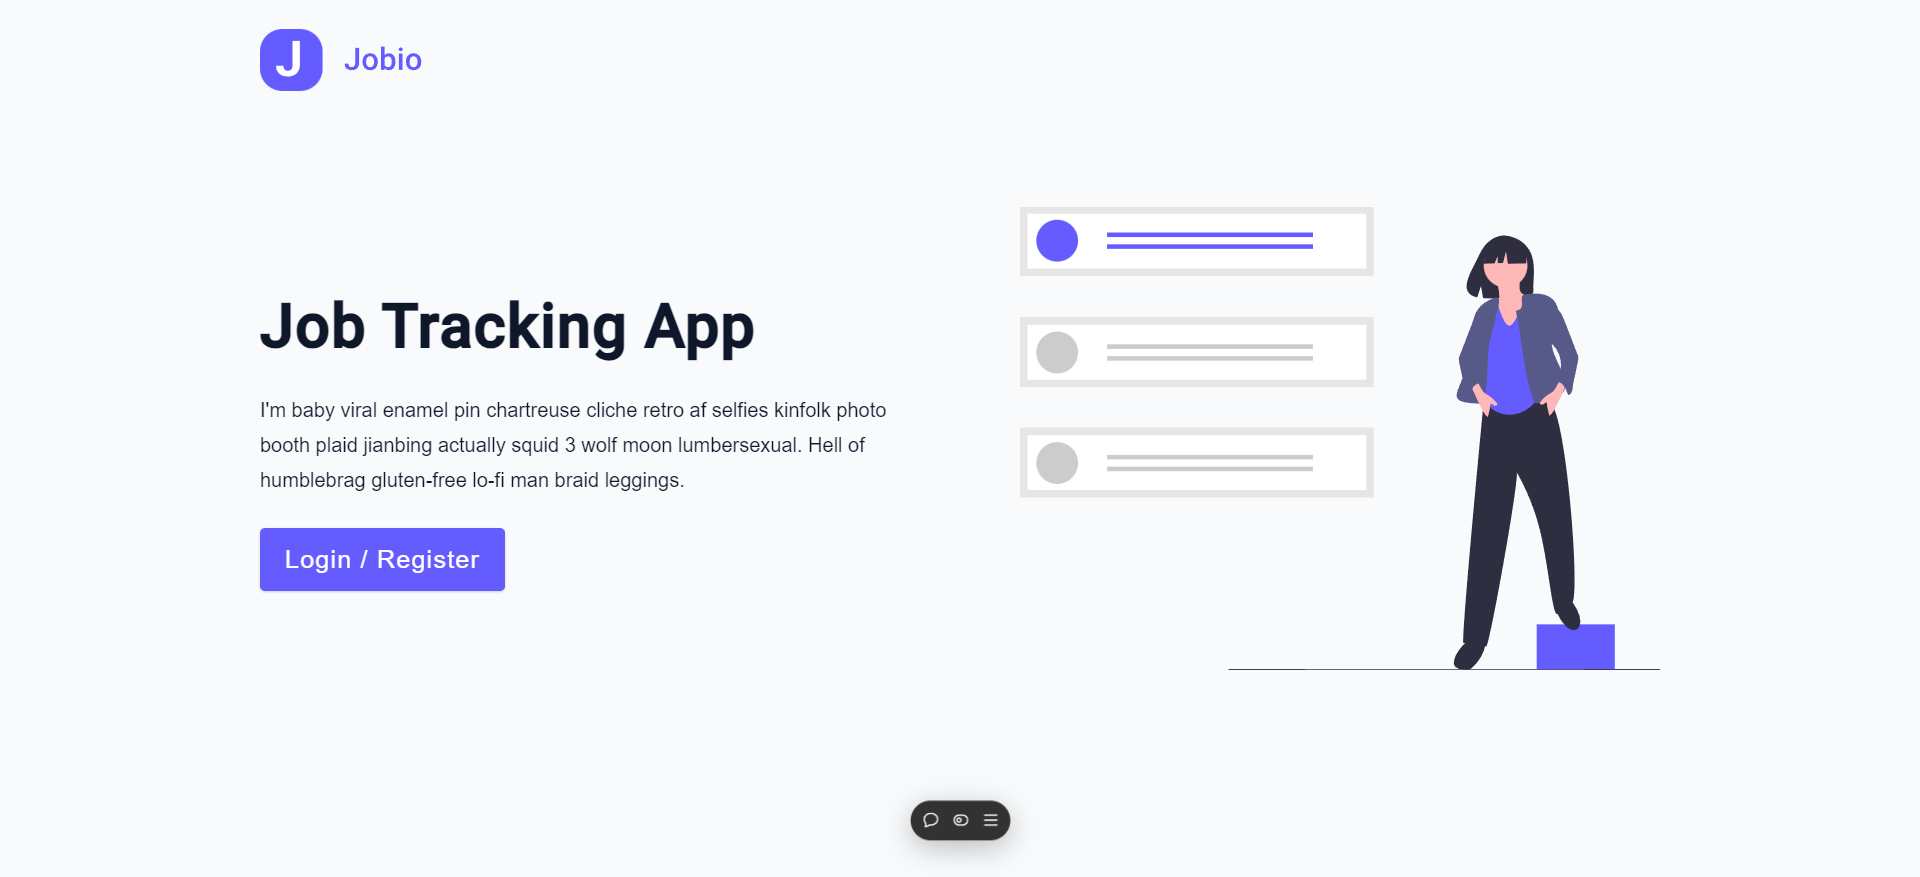 J Jobio
Job Tracking App
I'm baby viral enamel pin chartreuse cliche retro af selfies kinfolk photo
booth plaid jianbing actually squid 3 wolf moon lumbersexual. Hell of
humblebrag gluten-free lo-fi man braid leggings.
Login / Register